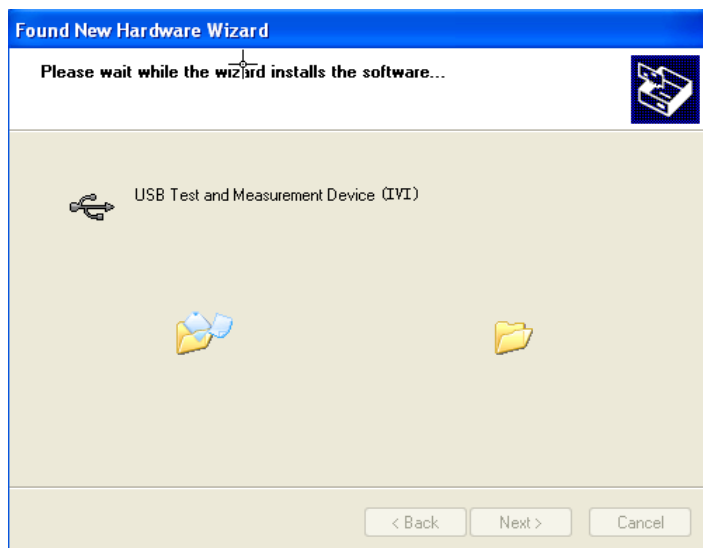 Found New Hardware Wizard
Please wait while the wizard installs the software...
USB Test and Measurement Device (IVI)
< Back
Next >
Cancel